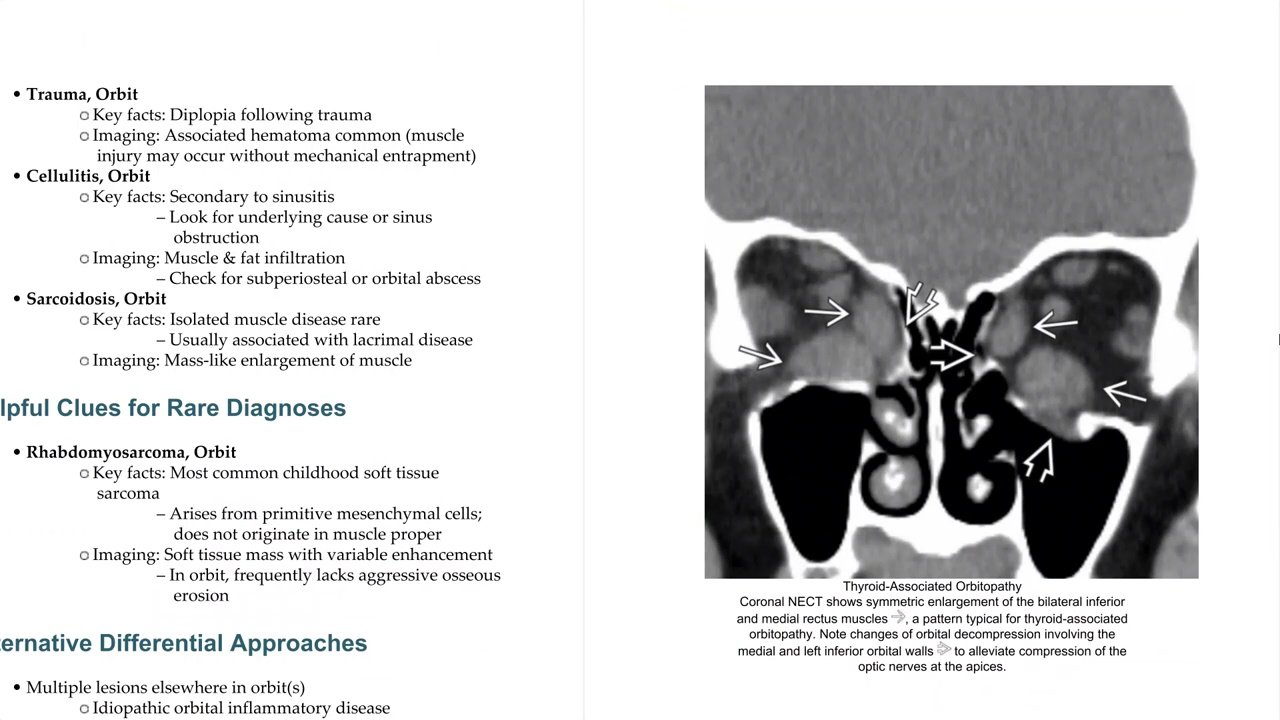 • Trauma, Orbit
○ Key facts: Diplopia following trauma
○ Imaging: Associated hematoma common (muscle
injury may occur without mechanical entrapment)
• Cellulitis, Orbit
○ Key facts: Secondary to sinusitis
– Look for underlying cause or sinus
obstruction
○ Imaging: Muscle & fat infiltration
– Check for subperiosteal or orbital abscess
• Sarcoidosis, Orbit
○ Key facts: Isolated muscle disease rare
– Usually associated with lacrimal disease
○ Imaging: Mass-like enlargement of muscle
lpful Clues for Rare Diagnoses
• Rhabdomyosarcoma, Orbit
○ Key facts: Most common childhood soft tissue
sarcoma
– Arises from primitive mesenchymal cells;
does not originate in muscle proper
○ Imaging: Soft tissue mass with variable enhancement
– In orbit, frequently lacks aggressive osseous
erosion
ternative Differential Approaches
• Multiple lesions elsewhere in orbit(s)
○ Idiopathic orbital inflammatory disease
Thyroid-Associated Orbitopathy
Coronal NECT shows symmetric enlargement of the bilateral inferior
and medial rectus muscles , a pattern typical for thyroid-associated
orbitopathy. Note changes of orbital decompression involving the
medial and left inferior orbital walls to alleviate compression of the
optic nerves at the apices.